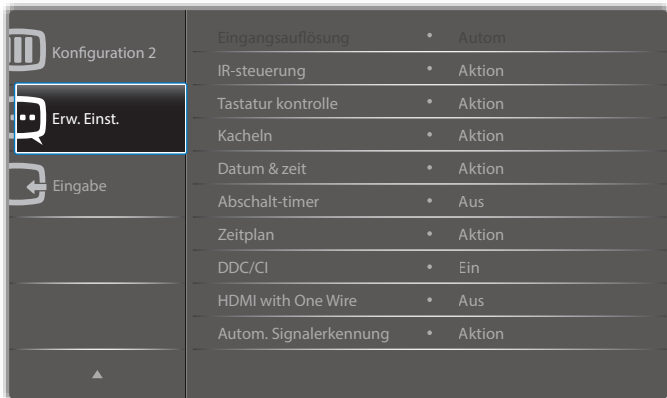 Konfiguration 2
Erw. Einst.
Eingabe
Eingangsauflösung • Autom
IR-steuerung • Aktion
Tastatur kontrolle • Aktion
Kacheln • Aktion
Datum & zeit • Aktion
Abschalt-timer • Aus
Zeitplan • Aktion
DDC/CI • Ein
HDMI with One Wire • Aus
Autom. Signalerkennung • Aktion